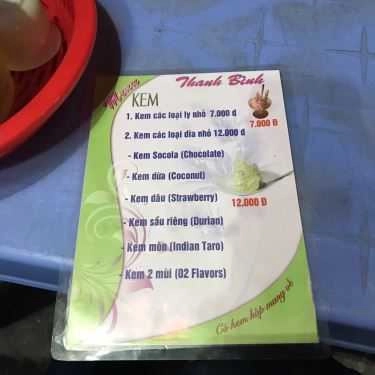 Menu
Thanh Bình
KEM
1. Kem các loại ly nhỏ 7.000 đ
7.000 Đ
2. Kem các loại dĩa nhỏ 12.000 đ
- Kem Socola (Chocolate)
- Kem dừa (Coconut)
- Kem dâu (Strawberry)
12.000 Đ
- Kem sầu riêng (Durian)
- Kem môn (Indian Taro)
- Kem 2 mùi (02 Flavors)
Có kem hộp mang về